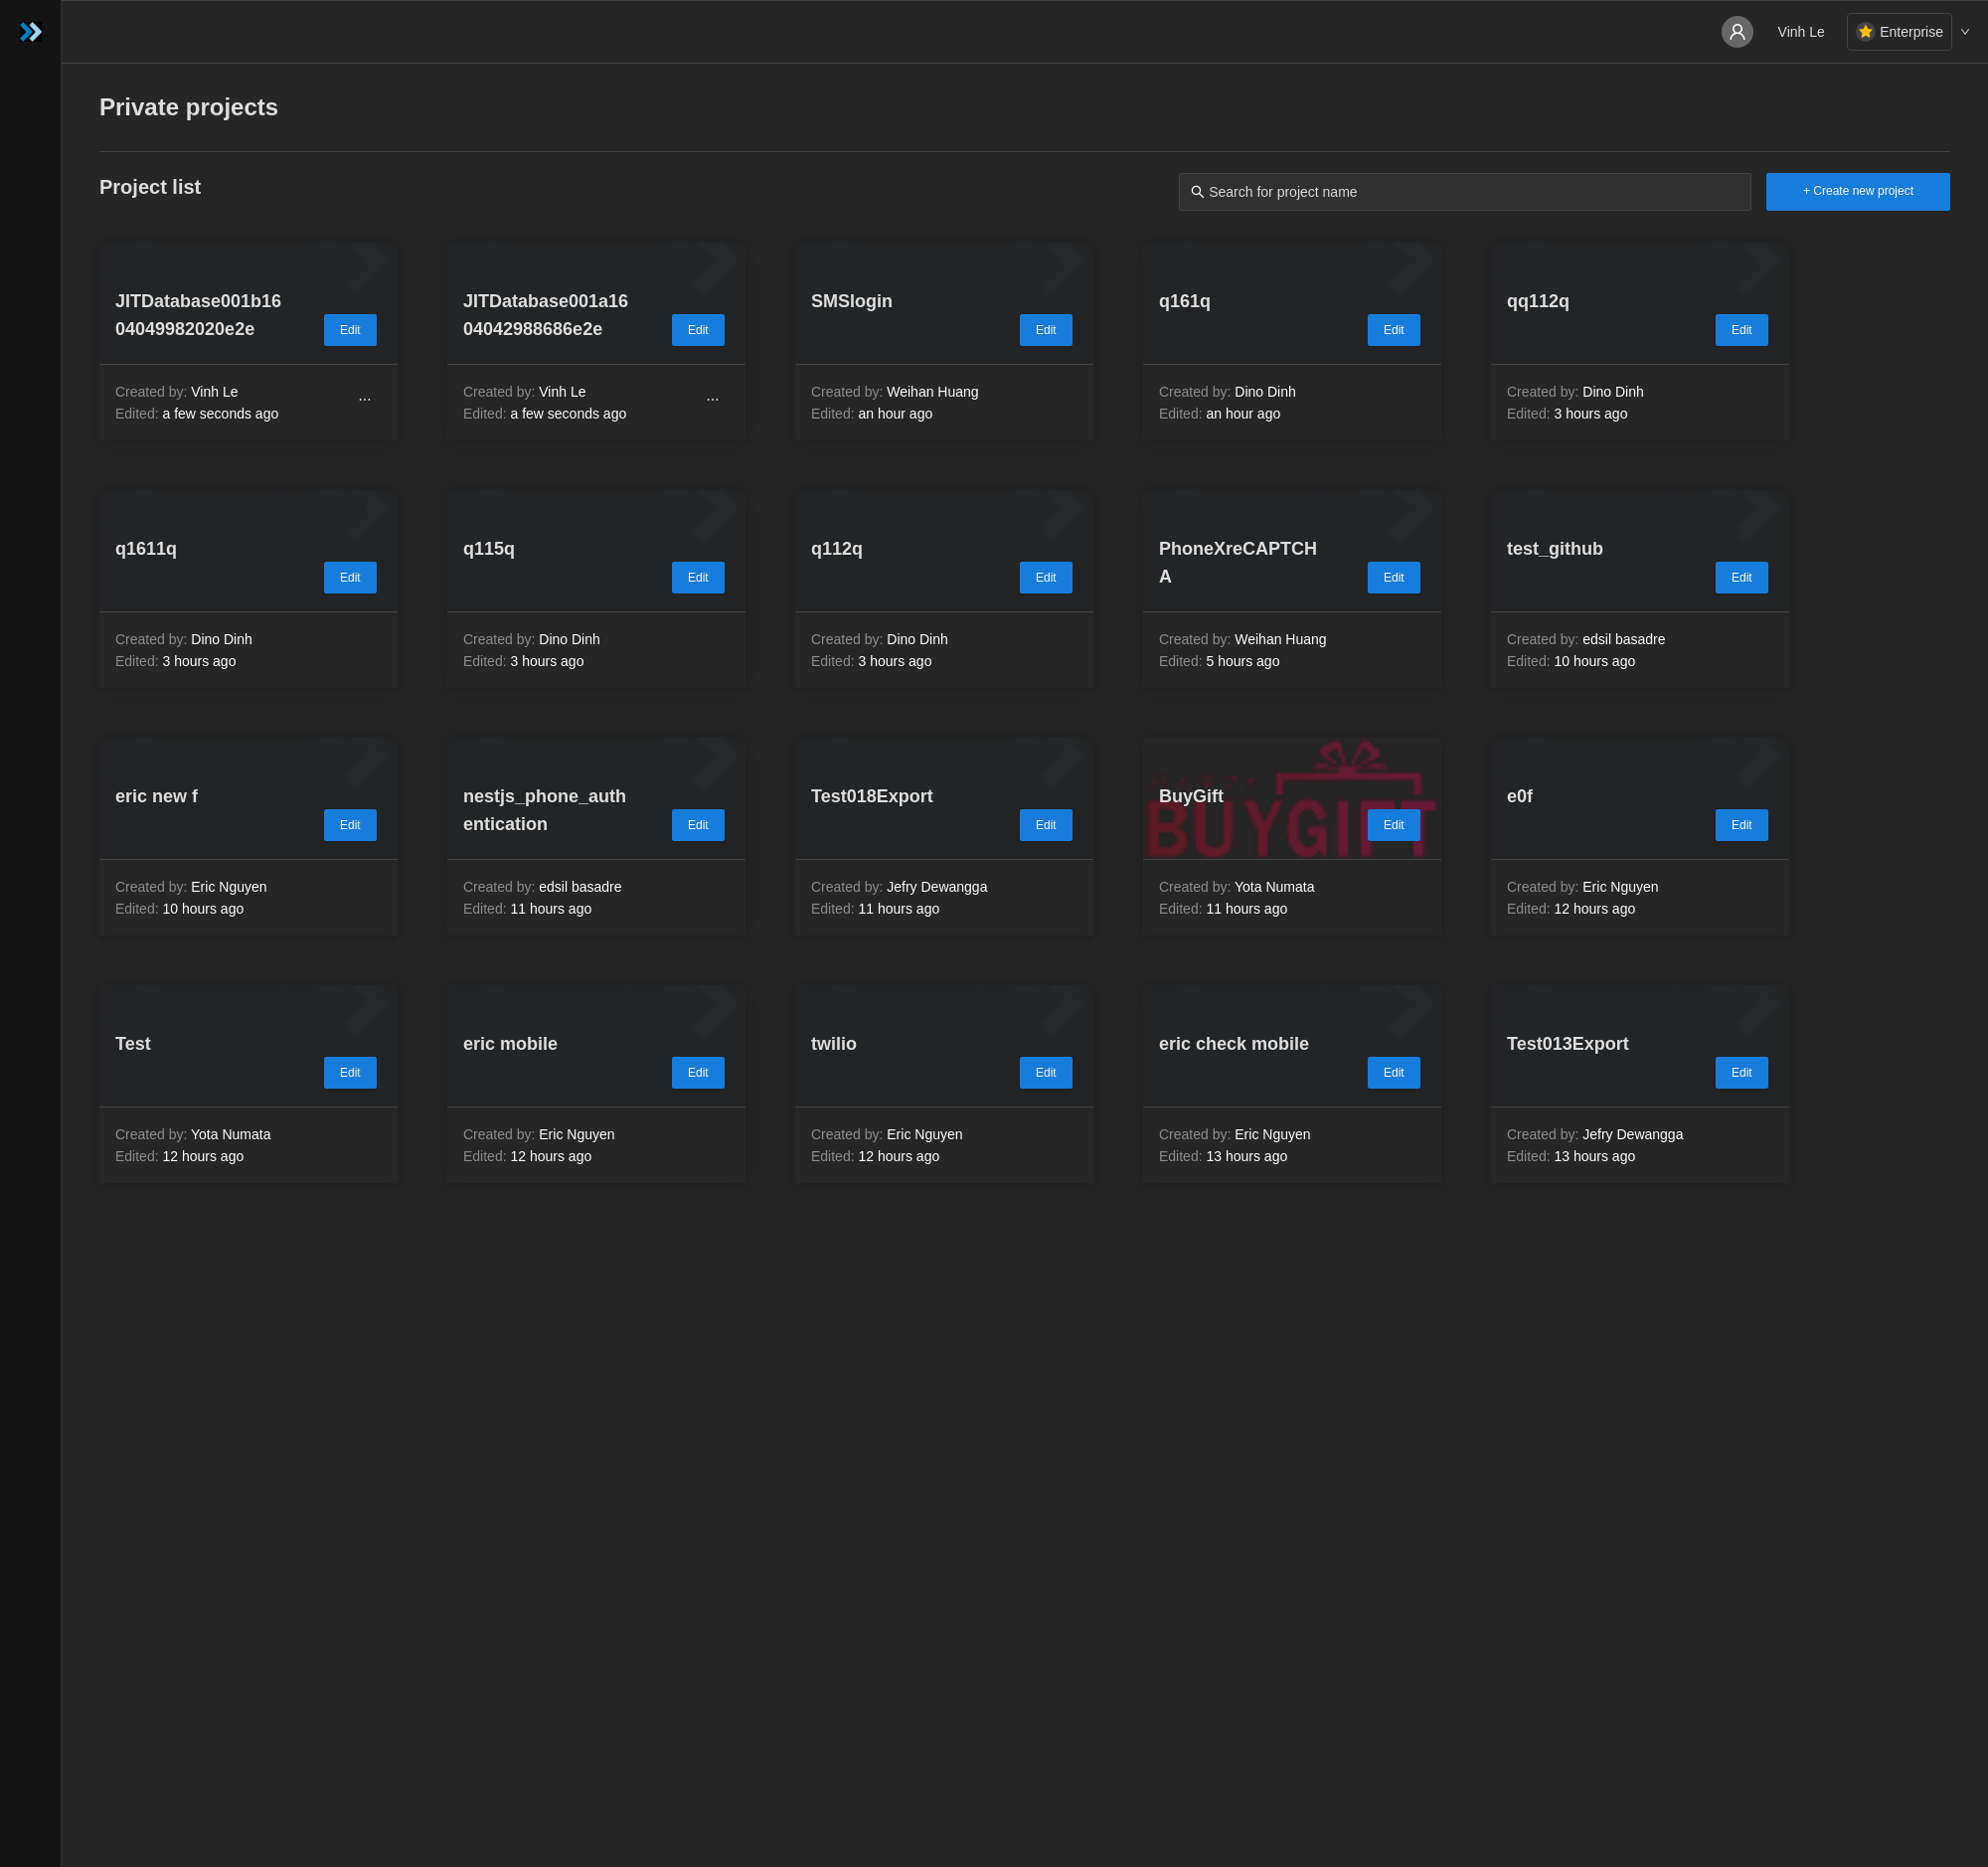 Vinh Le
Enterprise
Private projects
Project list
Search for project name
+ Create new project
JITDatabase001b16
04049982020e2e
Edit
Created by: Vinh Le
...
Edited: a few seconds ago
JITDatabase001a16
04042988686e2e
Edit
Created by: Vinh Le
...
Edited: a few seconds ago
SMSlogin
Edit
Created by: Weihan Huang
Edited: an hour ago
q161q
Edit
Created by: Dino Dinh
Edited: an hour ago
qq112q
Edit
Created by: Dino Dinh
Edited: 3 hours ago
q1611q
Edit
Created by: Dino Dinh
Edited: 3 hours ago
q115q
Edit
Created by: Dino Dinh
Edited: 3 hours ago
q112q
Edit
Created by: Dino Dinh
Edited: 3 hours ago
PhoneXreCAPTCH
A
Edit
Created by: Weihan Huang
Edited: 5 hours ago
test_github
Edit
Created by: edsil basadre
Edited: 10 hours ago
eric new f
Edit
Created by: Eric Nguyen
Edited: 10 hours ago
nestjs_phone_auth
entication
Edit
Created by: edsil basadre
Edited: 11 hours ago
Test018Export
Edit
Created by: Jefry Dewangga
Edited: 11 hours ago
BuyGift
BUYGIFT
Edit
Created by: Yota Numata
Edited: 11 hours ago
e0f
Edit
Created by: Eric Nguyen
Edited: 12 hours ago
Test
Edit
Created by: Yota Numata
Edited: 12 hours ago
eric mobile
Edit
Created by: Eric Nguyen
Edited: 12 hours ago
twilio
Edit
Created by: Eric Nguyen
Edited: 12 hours ago
eric check mobile
Edit
Created by: Eric Nguyen
Edited: 13 hours ago
Test013Export
Edit
Created by: Jefry Dewangga
Edited: 13 hours ago